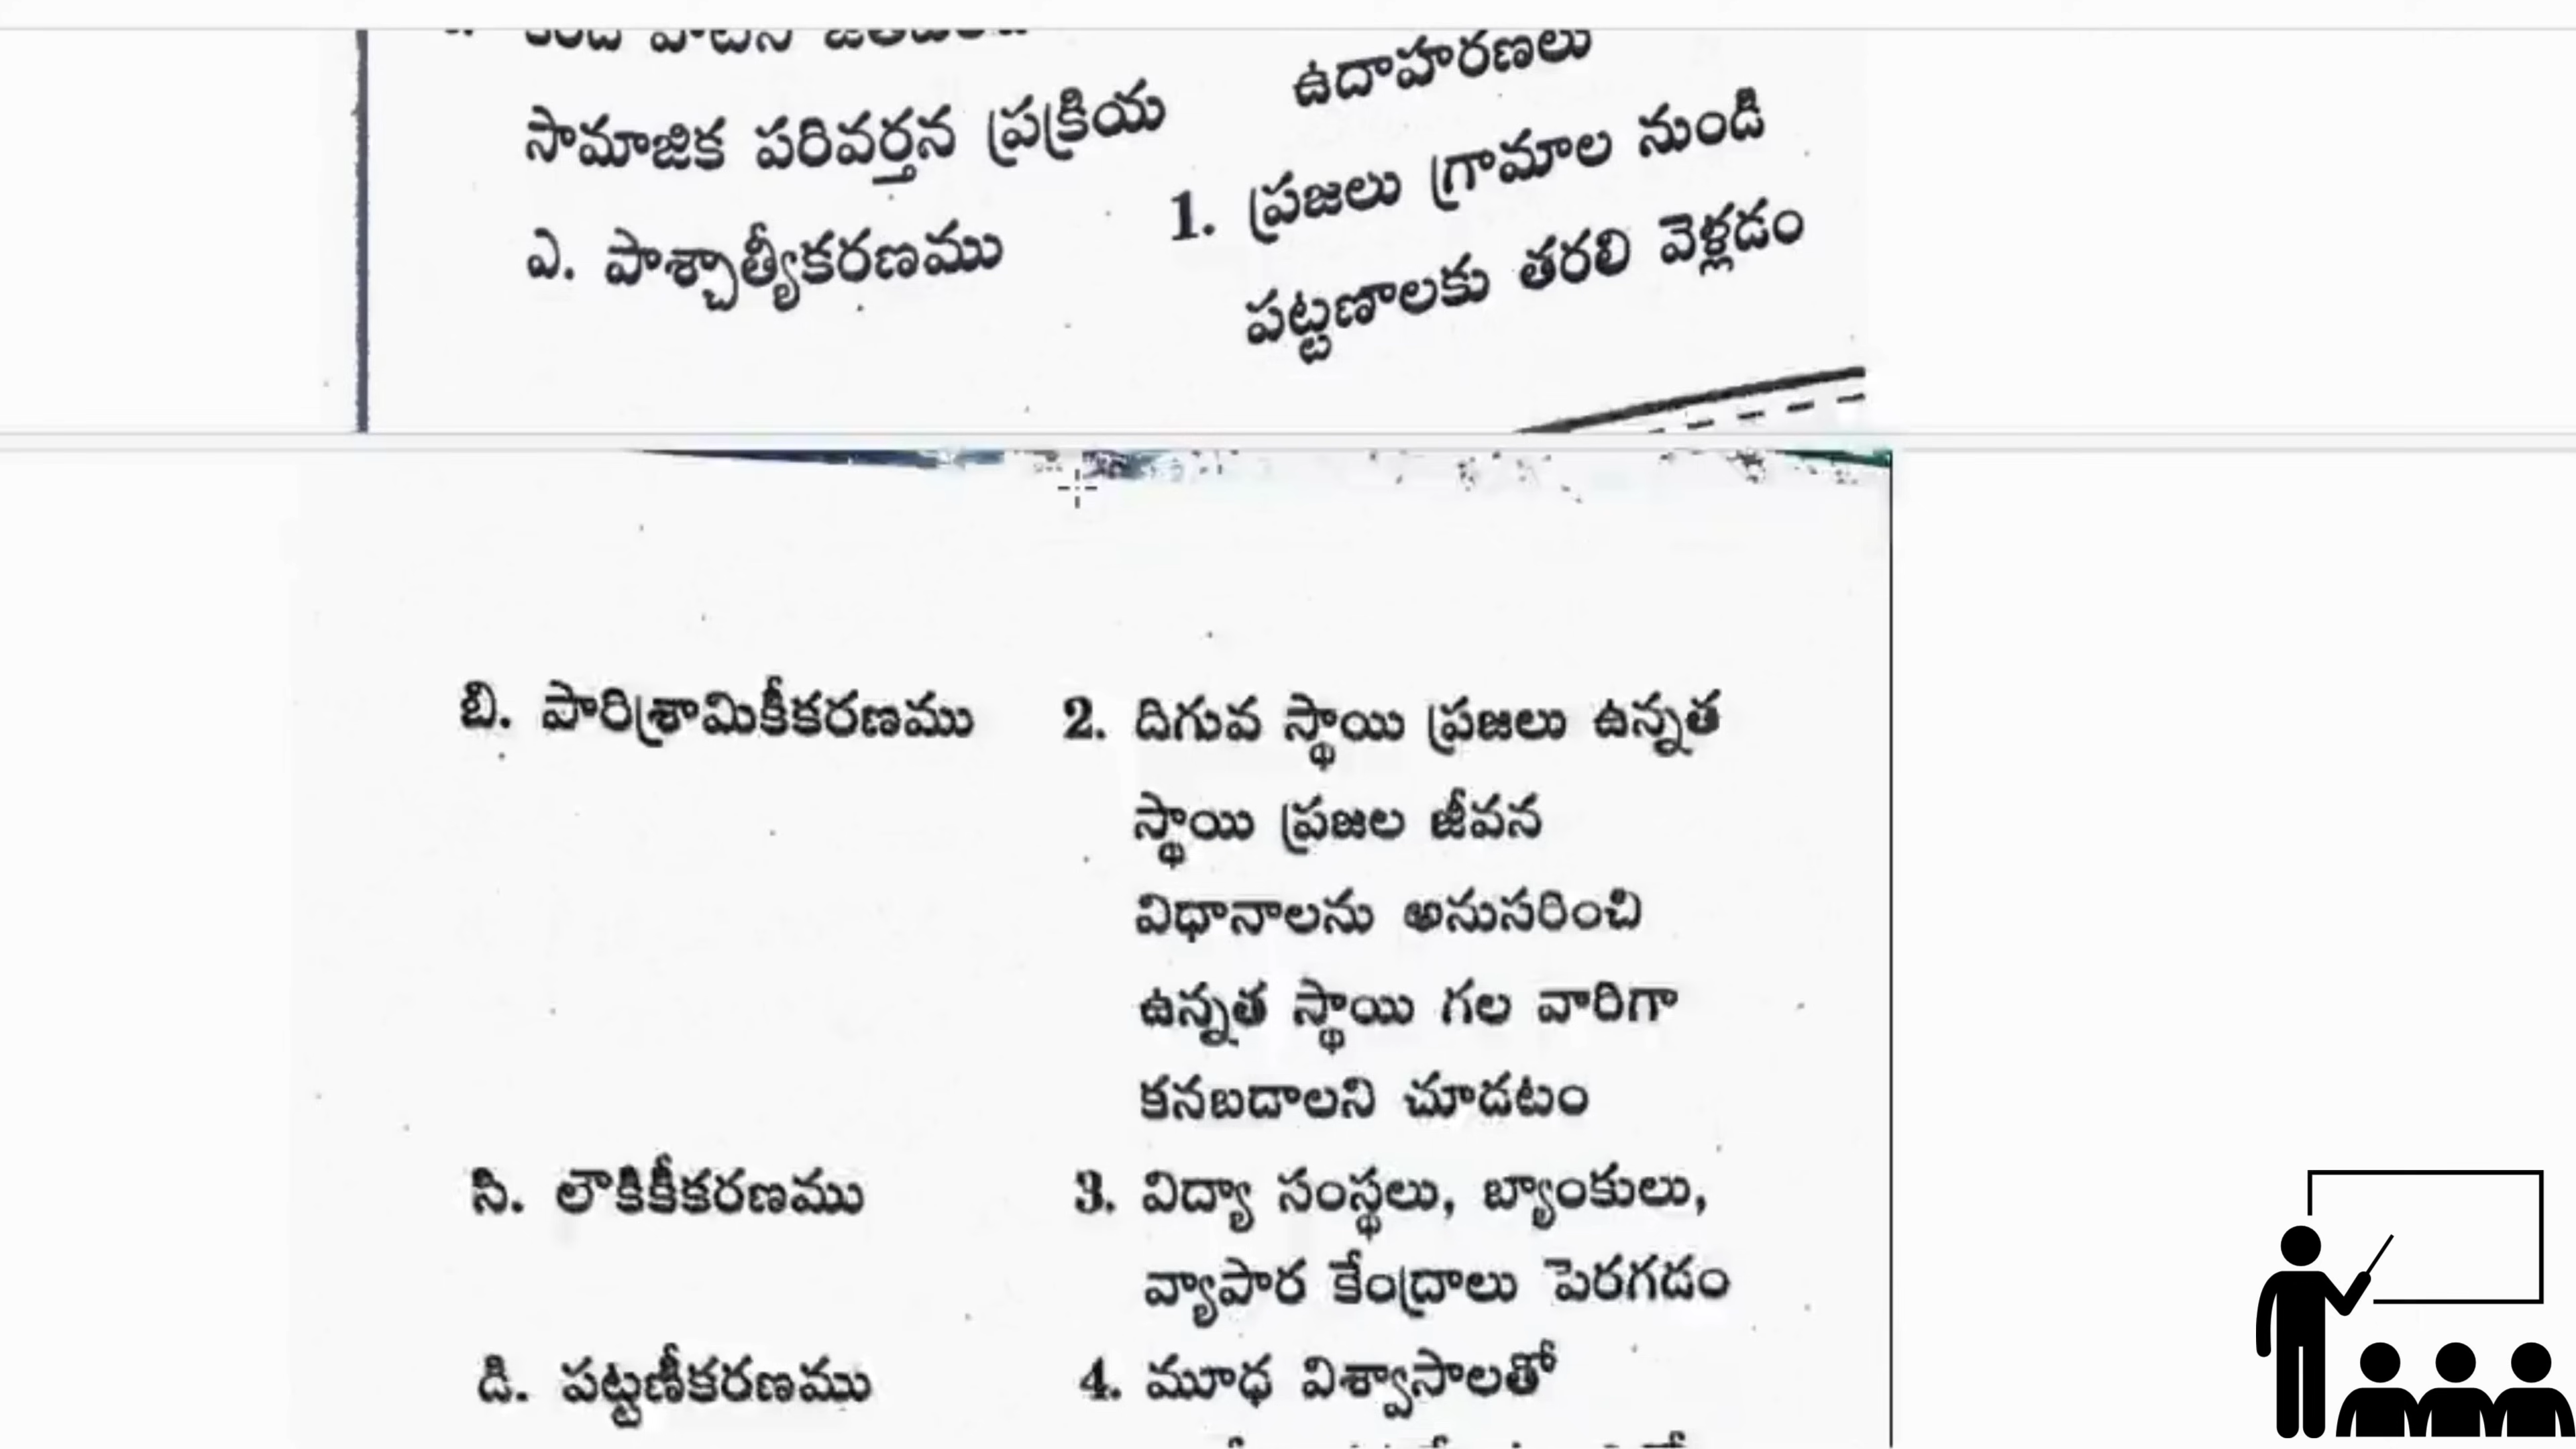 ఉదాహరణలు
సామాజిక పరివర్తన ప్రక్రియ
ఎ. పాశ్చాత్యీకరణము
1. ప్రజలు గ్రామాల నుండి
పట్టణాలకు తరలి వెళ్లడం
బి. పారిశ్రామికీకరణము
2. దిగువ స్థాయి ప్రజలు ఉన్నత
స్థాయి ప్రజల జీవన
విధానాలను అనుసరించి
ఉన్నత స్థాయి గల వారిగా
కనబడాలని చూడటం
సి. లౌకికీకరణము
3. విద్యా సంస్థలు, బ్యాంకులు,
వ్యాపార కేంద్రాలు పెరగడం
డి. పట్టణీకరణము
4. మూఢ విశ్వాసాలతో